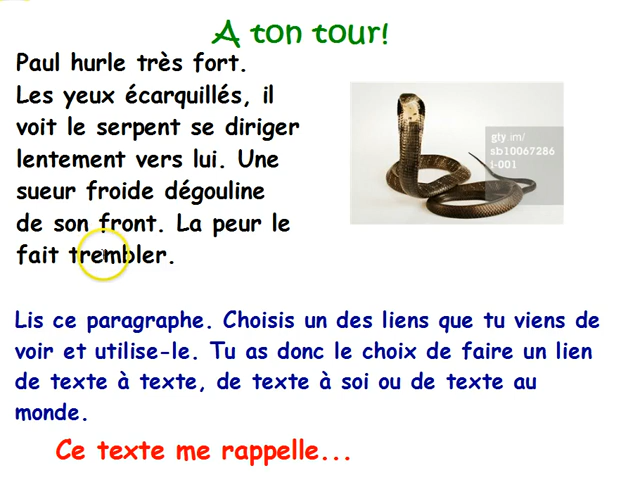 A ton tour!
Paul hurle très fort.
Les yeux écarquillés, il
voit le serpent se diriger
lentement vers lui. Une
sueur froide dégouline
de son front. La peur le
fait trembler.
gty.im/
sb10067286
i-001
Lis ce paragraphe. Choisis un des liens que tu viens de
voir et utilise-le. Tu as donc le choix de faire un lien
de texte à texte, de texte à soi ou de texte au
monde.
Ce texte me rappelle...